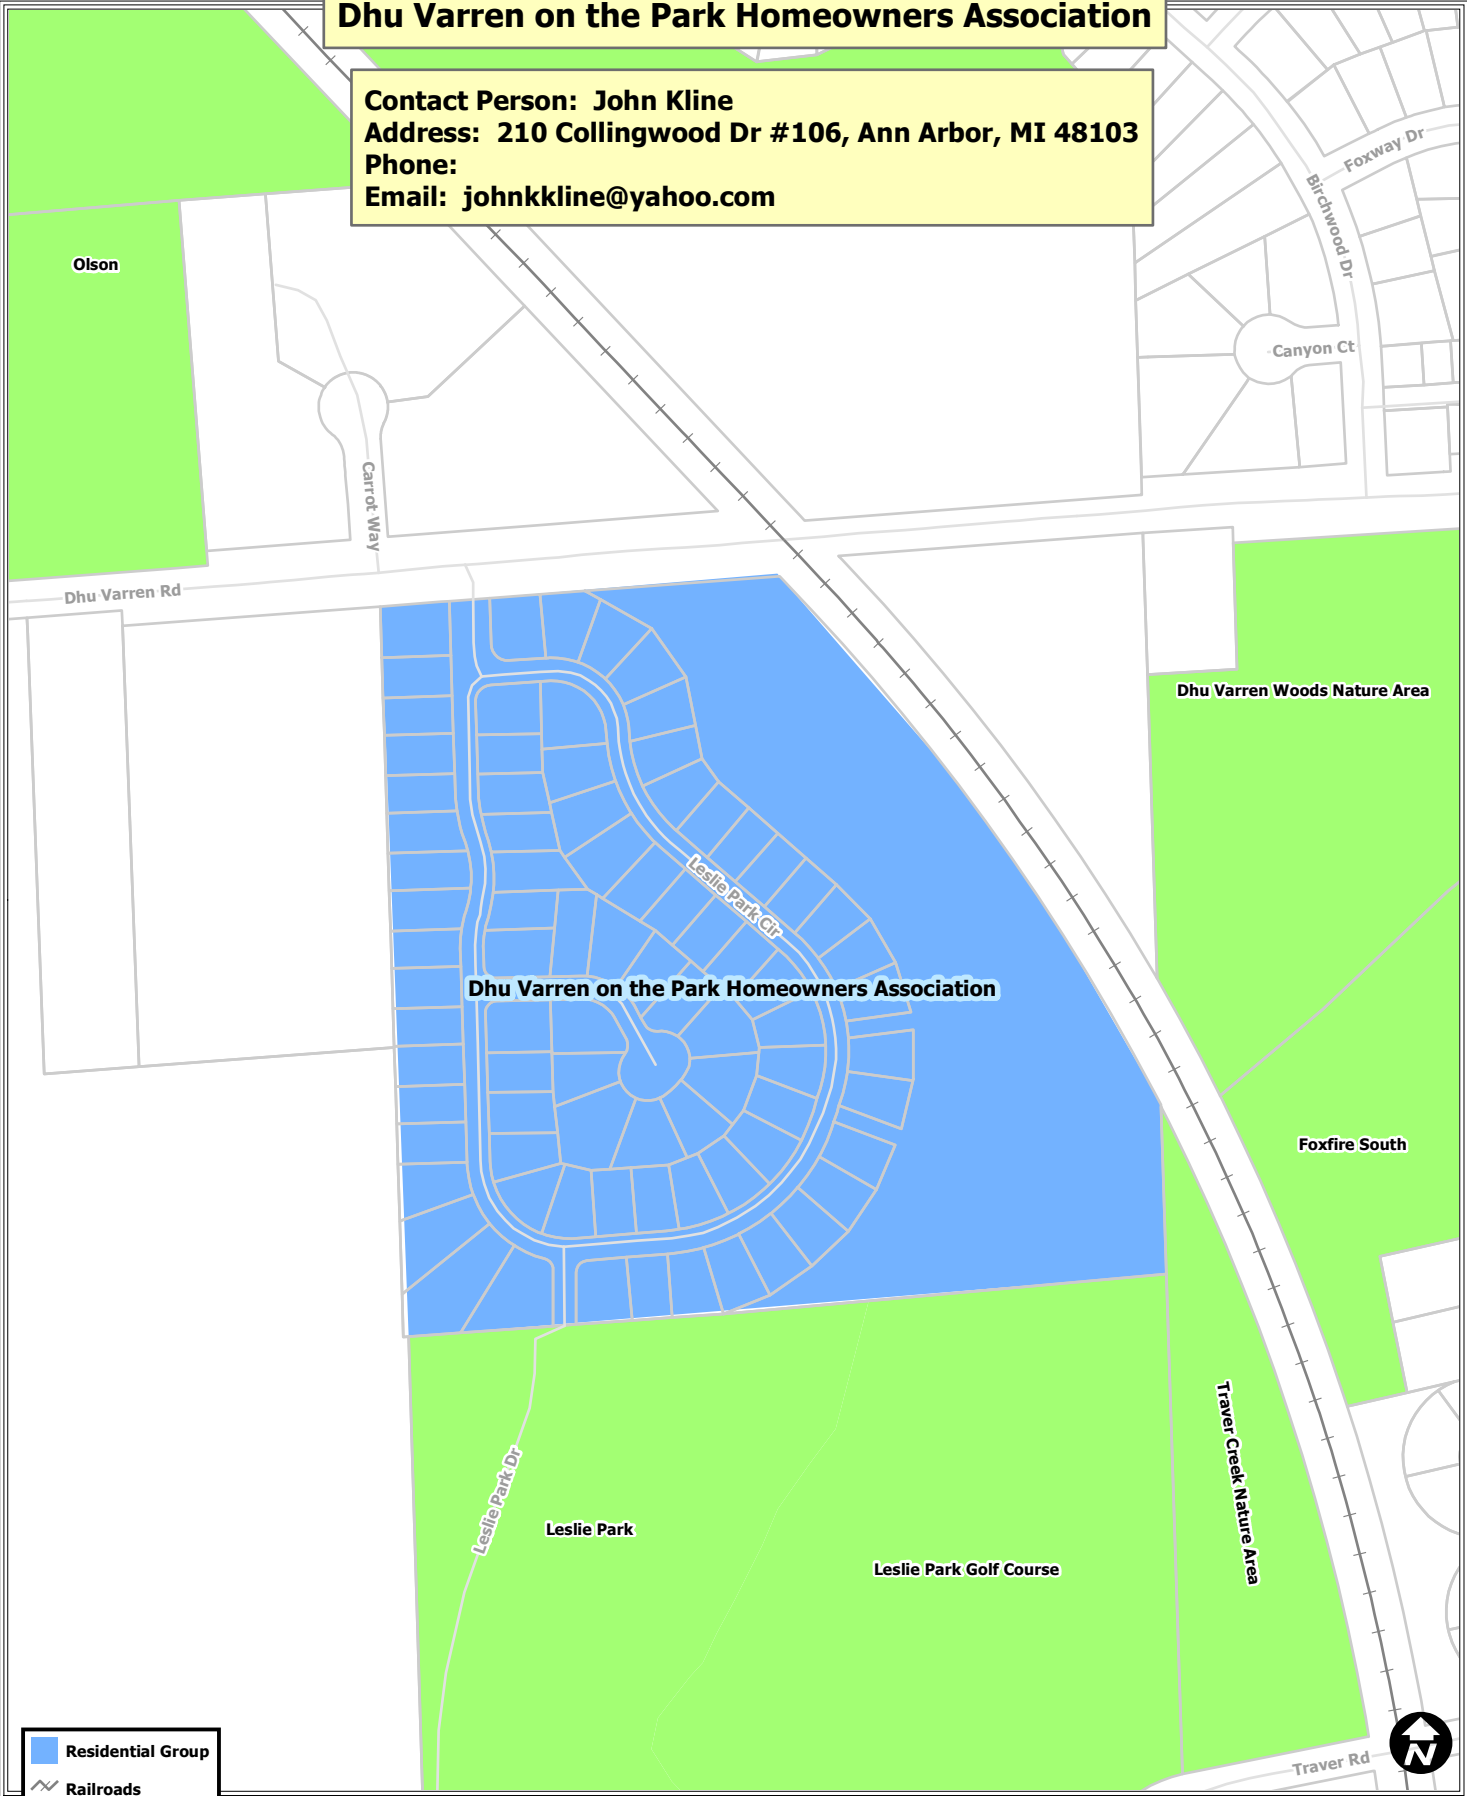 Dhu Varren on the Park Homeowners Association
Contact Person: John Kline
Address: 210 Collingwood Dr #106, Ann Arbor, MI 48103
Phone:
Email: johnkkline@yahoo.com
Foxway Dr
Birchwood Dr
Olson
Canyon Ct
Carrot Way
Dhu Varren Rd
Dhu Varren Woods Nature Area
Leslie Park Cir
Dhu Varren on the Park Homeowners Association
Foxfire South
Traver Creek Nature Area
Leslie Park Dr
Leslie Park
Leslie Park Golf Course
Residential Group
Railroads
Traver Rd
N